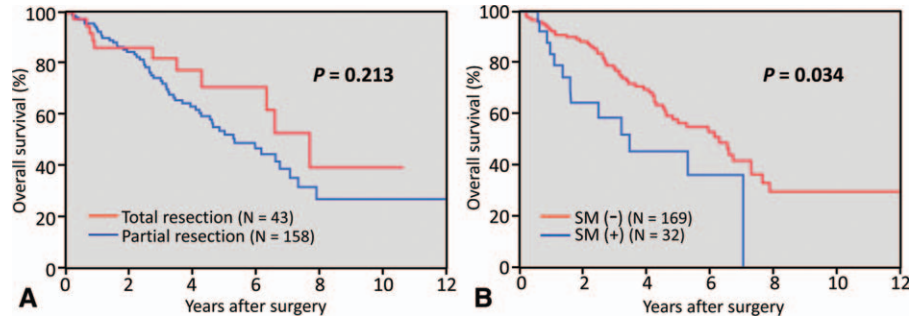 100
80
60
40
20
0
Overall survival (%)
P = 0.213
Total resection (N = 43)
Partial resection (N = 158)
0 2 4 6 8 10 12
Years after surgery
A
100
80
60
40
20
0
Overall survival (%)
P = 0.034
SM (−) (N = 169)
SM (+) (N = 32)
0 2 4 6 8 10 12
Years after surgery
B